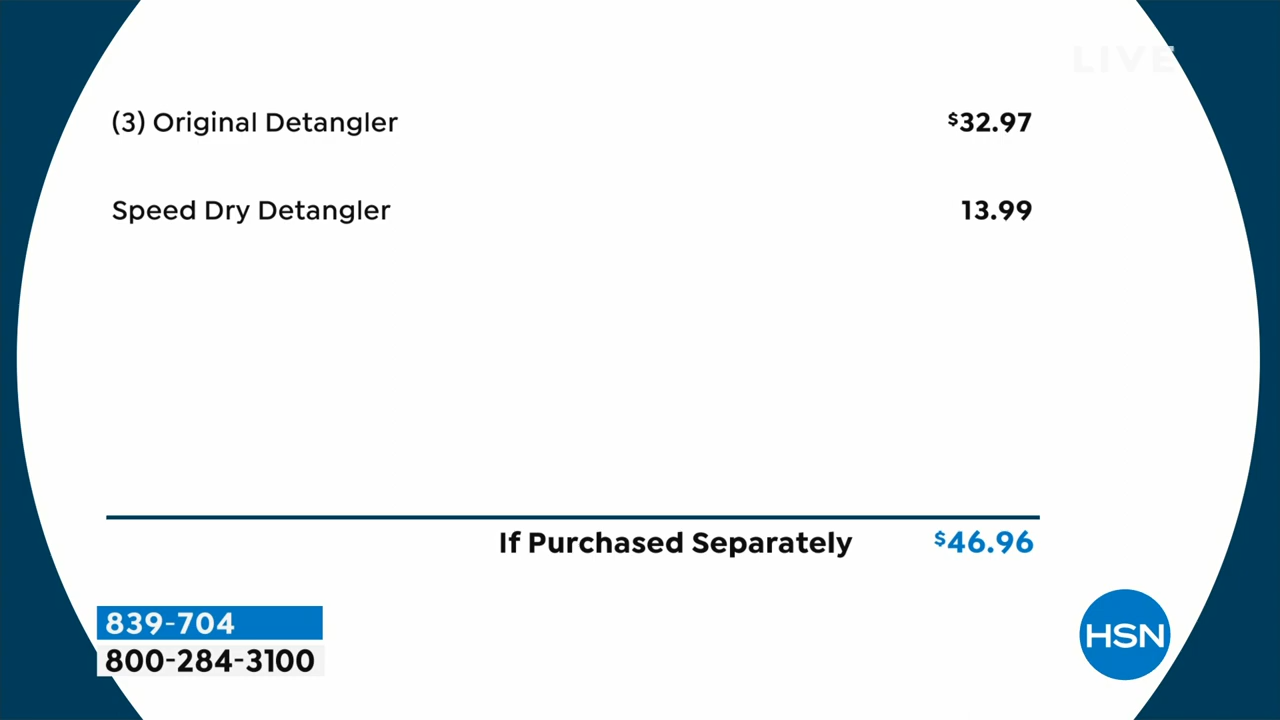 LIVE
(3) Original Detangler $32.97
Speed Dry Detangler 13.99
If Purchased Separately $46.96
839-704
800-284-3100
HSN